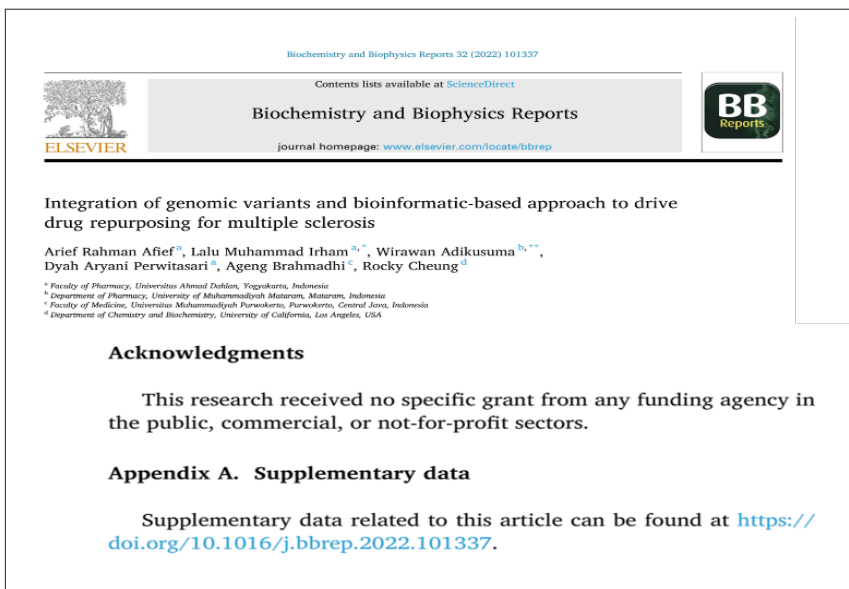 Biochemistry and Biophysics Reports 32 (2022) 101337
Contents lists available at ScienceDirect
Biochemistry and Biophysics Reports
journal homepage: www.elsevier.com/locate/bbrep
ELSEVIER
BB
Reports
Integration of genomic variants and bioinformatic-based approach to drive
drug repurposing for multiple sclerosis
Arief Rahman Afief a, Lalu Muhammad Irham a,*, Wirawan Adikusuma b,**,
Dyah Aryani Perwitasari a, Ageng Brahmadhi c, Rocky Cheung d
a Faculty of Pharmacy, Universitas Ahmad Dahlan, Yogyakarta, Indonesia
b Department of Pharmacy, University of Muhammadiyah Mataram, Mataram, Indonesia
c Faculty of Medicine, Universitas Muhammadiyah Purwokerto, Purwokerto, Central Java, Indonesia
d Department of Chemistry and Biochemistry, University of California, Los Angeles, USA
Acknowledgments
This research received no specific grant from any funding agency in
the public, commercial, or not-for-profit sectors.
Appendix A. Supplementary data
Supplementary data related to this article can be found at https://
doi.org/10.1016/j.bbrep.2022.101337.